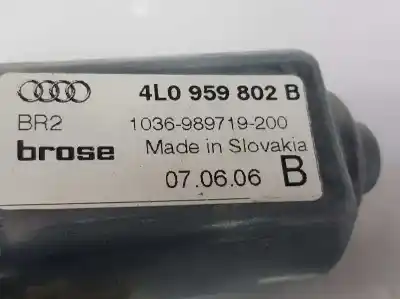 4L0 959 802 B
BR2 1036-989719-200
brose Made in Slovakia
07.06.06 B